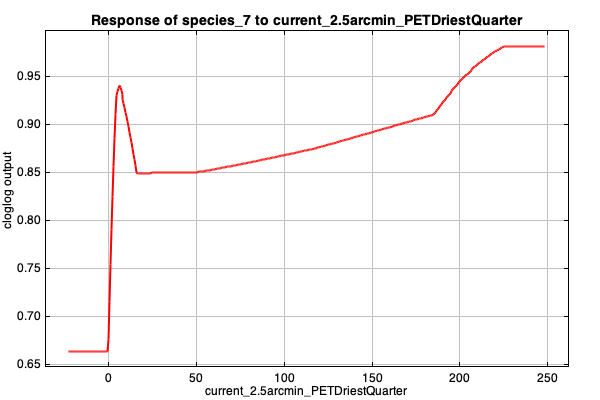 Response of species_7 to current_2.5arcmin_PETDriestQuarter
cloglog output
0.95
0.90
0.85
0.80
0.75
0.70
0.65
0 50 100 150 200 250
current_2.5arcmin_PETDriestQuarter